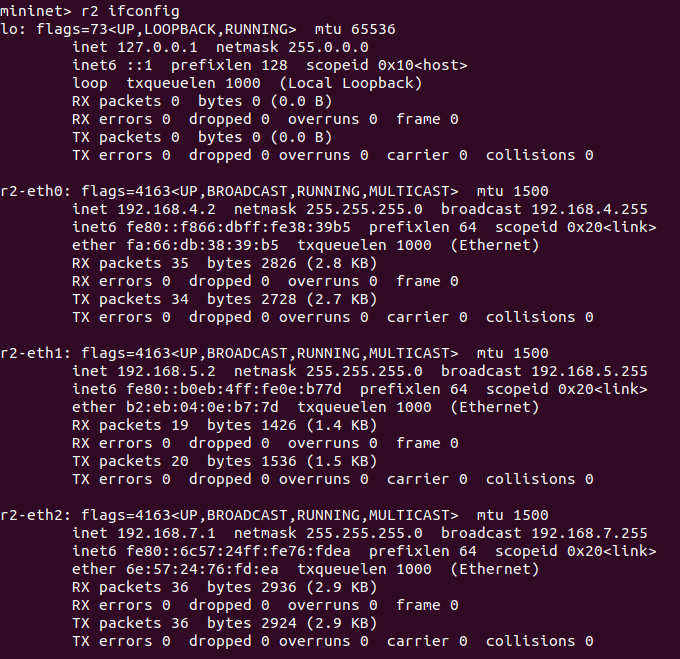 mininet> r2 ifconfig
lo: flags=73<UP,LOOPBACK,RUNNING>  mtu 65536
        inet 127.0.0.1  netmask 255.0.0.0
        inet6 ::1  prefixlen 128  scopeid 0x10<host>
        loop  txqueuelen 1000  (Local Loopback)
        RX packets 0  bytes 0 (0.0 B)
        RX errors 0  dropped 0  overruns 0  frame 0
        TX packets 0  bytes 0 (0.0 B)
        TX errors 0  dropped 0 overruns 0  carrier 0  collisions 0

r2-eth0: flags=4163<UP,BROADCAST,RUNNING,MULTICAST>  mtu 1500
        inet 192.168.4.2  netmask 255.255.255.0  broadcast 192.168.4.255
        inet6 fe80::f866:dbff:fe38:39b5  prefixlen 64  scopeid 0x20<link>
        ether fa:66:db:38:39:b5  txqueuelen 1000  (Ethernet)
        RX packets 35  bytes 2826 (2.8 KB)
        RX errors 0  dropped 0  overruns 0  frame 0
        TX packets 34  bytes 2728 (2.7 KB)
        TX errors 0  dropped 0 overruns 0  carrier 0  collisions 0

r2-eth1: flags=4163<UP,BROADCAST,RUNNING,MULTICAST>  mtu 1500
        inet 192.168.5.2  netmask 255.255.255.0  broadcast 192.168.5.255
        inet6 fe80::b0eb:4ff:fe0e:b77d  prefixlen 64  scopeid 0x20<link>
        ether b2:eb:04:0e:b7:7d  txqueuelen 1000  (Ethernet)
        RX packets 19  bytes 1426 (1.4 KB)
        RX errors 0  dropped 0  overruns 0  frame 0
        TX packets 20  bytes 1536 (1.5 KB)
        TX errors 0  dropped 0 overruns 0  carrier 0  collisions 0

r2-eth2: flags=4163<UP,BROADCAST,RUNNING,MULTICAST>  mtu 1500
        inet 192.168.7.1  netmask 255.255.255.0  broadcast 192.168.7.255
        inet6 fe80::6c57:24ff:fe76:fdea  prefixlen 64  scopeid 0x20<link>
        ether 6e:57:24:76:fd:ea  txqueuelen 1000  (Ethernet)
        RX packets 36  bytes 2936 (2.9 KB)
        RX errors 0  dropped 0  overruns 0  frame 0
        TX packets 36  bytes 2924 (2.9 KB)
        TX errors 0  dropped 0 overruns 0  carrier 0  collisions 0